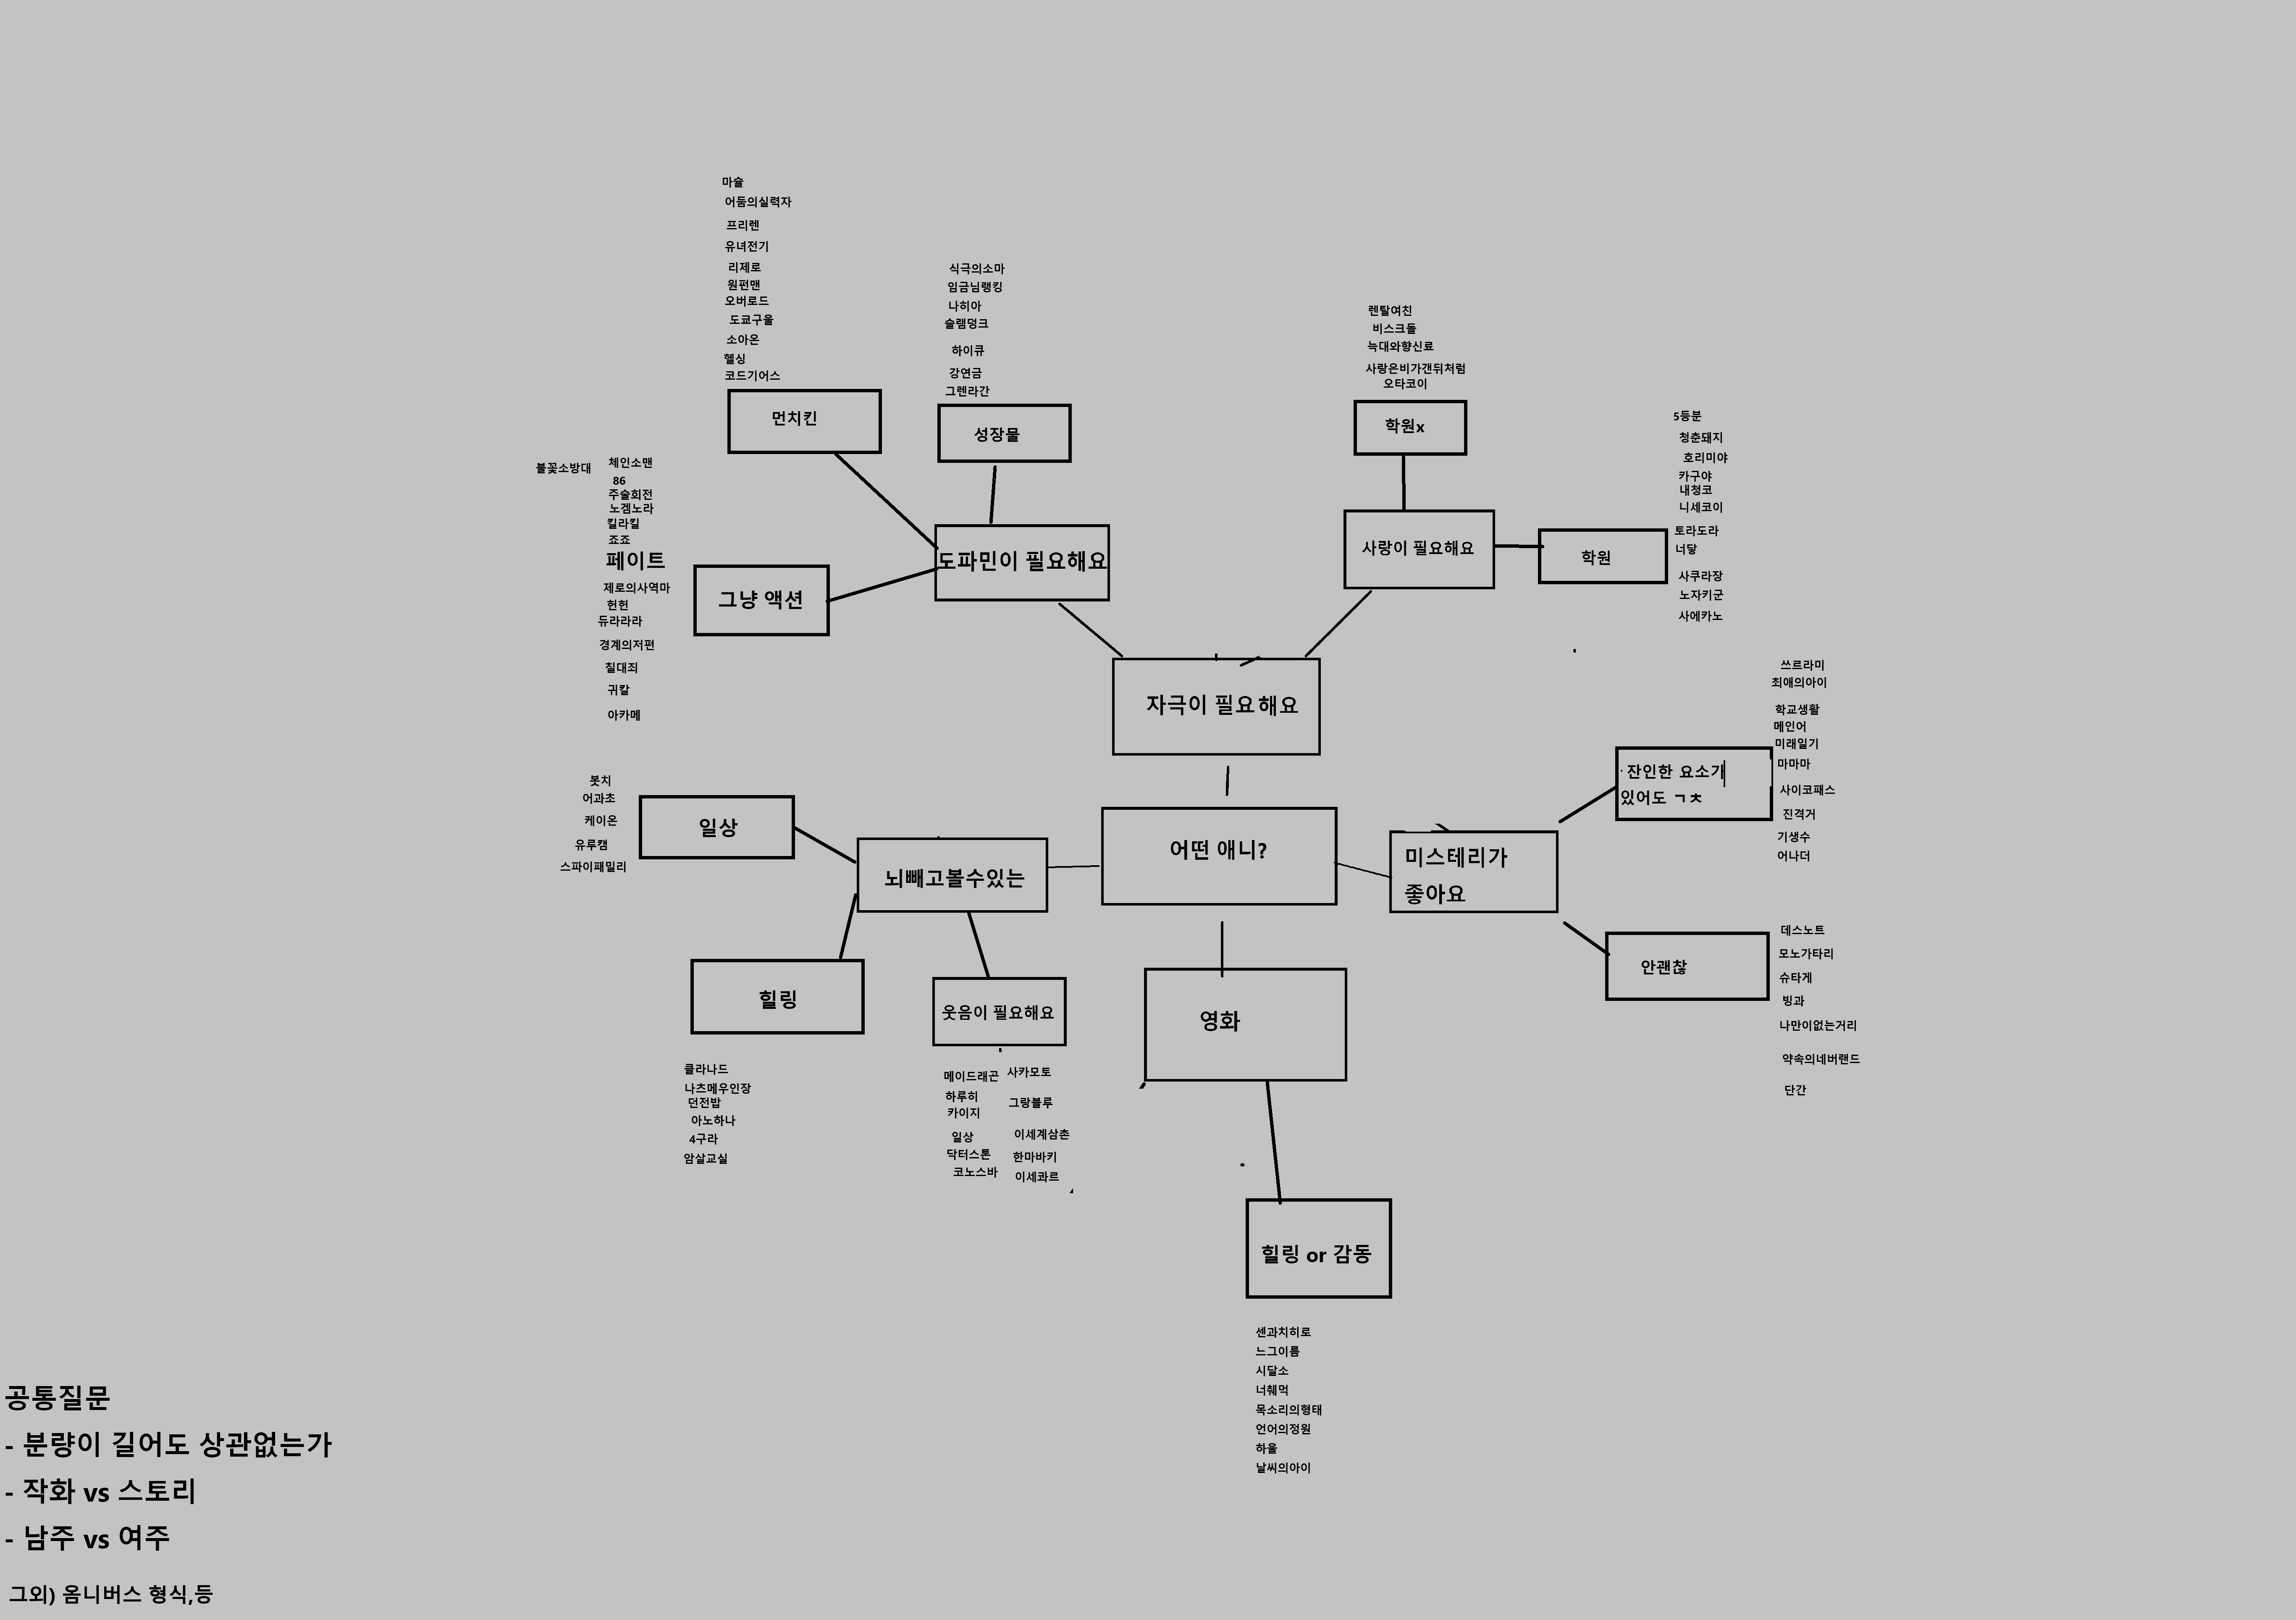 마슐
어둠의실력자
프리렌
유녀전기
리제로
원펀맨
오버로드
도쿄구울
소아온
헬싱
코드기어스
먼치킨
식극의소마
임금님랭킹
나히아
슬램덩크
하이큐
강연금
그렌라간
성장물
렌탈여친
비스크돌
늑대와향신료
사랑은비가갠뒤처럼
오타코이
학원x
5등분
청춘돼지
호리미야
카구야
내청코
니세코이
토라도라
너닿
사쿠라장
노자키군
사에카노
학원
불꽃소방대
체인소맨
86
주술회전
노겜노라
킬라킬
죠죠
페이트
제로의사역마
헌헌
듀라라라
경계의저편
칠대죄
귀칼
아카메
그냥 액션
도파민이 필요해요
사랑이 필요해요
자극이 필요해요
쓰르라미
최애의아이
학교생활
메인어
미래일기
마마마
사이코패스
진격거
기생수
어나더
잔인한 요소가
있어도 ㄱㅊ
봇치
어과초
케이온
유루캠
스파이패밀리
일상
뇌빼고볼수있는
어떤 애니?
미스테리가
좋아요
데스노트
모노가타리
슈타게
빙과
나만이없는거리
약속의네버랜드
단간
안괜찮
힐링
웃음이 필요해요
영화
클라나드
나츠메우인장
던전밥
아노하나
4구라
암살교실
메이드래곤
하루히
카이지
일상
닥터스톤
코노스바
사카모토
그랑블루
이세계삼촌
한마바키
이세콰르
힐링 or 감동
센과치히로
느그이름
시달소
너췌먹
목소리의형태
언어의정원
하울
날씨의아이
공통질문
- 분량이 길어도 상관없는가
- 작화 vs 스토리
- 남주 vs 여주
그외) 옴니버스 형식,등